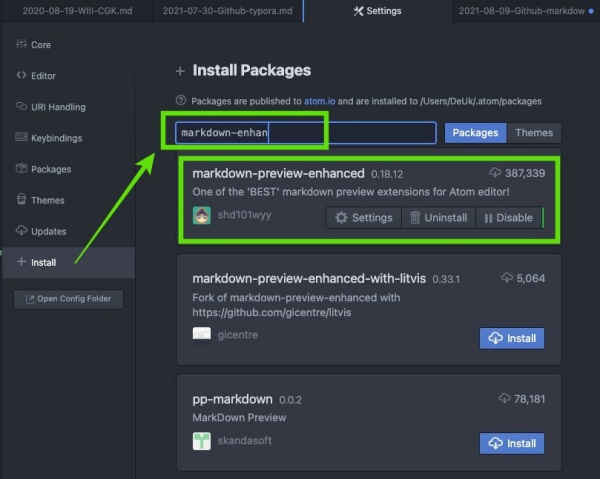 2020-08-19-WIll-CGK.md
2021-07-30-Github-typora.md
Settings
2021-08-09-Github-markdow
Core
Editor
URI Handling
Keybindings
Packages
Themes
Updates
Install
Open Config Folder
Install Packages
Packages are published to atom.io and are installed to /Users/DeUk/.atom/packages
markdown-enhan
Packages
Themes
markdown-preview-enhanced 0.18.12 387,339
One of the 'BEST' markdown preview extensions for Atom editor!
shd101wyy
Settings
Uninstall
Disable
markdown-preview-enhanced-with-litvis 0.33.1 5,064
Fork of markdown-preview-enhanced with
https://github.com/gicentre/litvis
gicentre
Install
pp-markdown 0.0.2 78,181
MarkDown Preview
skandasoft
Install